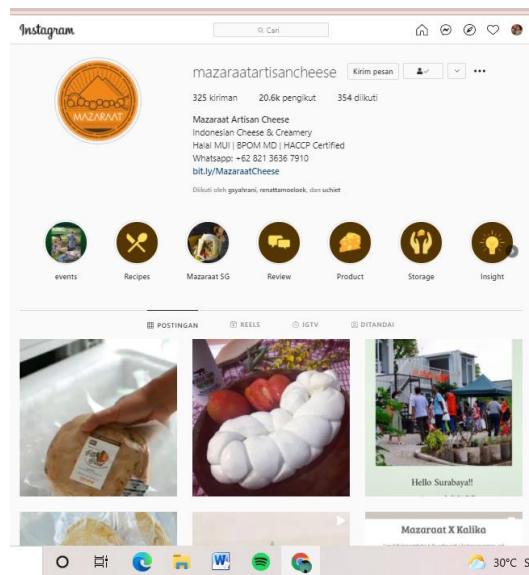 Instagram
Cari
MAZARAAT
mazaraatartisancheese
Kirim pesan
325 kiriman 20.6k pengikut 354 diikuti
Mazaraat Artisan Cheese
Indonesian Cheese & Creamery
Halal MUI | BPOM MD | HACCP Certified
Whatsapp: +62 821 3636 7910
bit.ly/MazaraatCheese
Diikuti oleh gsyahrani, renattamoeloek, dan uchiet
events Recipes Mazaraat SG Review Product Storage Insight
POSTINGAN REELS IGTV DITANDAI
Hello Surabaya!!
Mazaraat X Kalika
30°C S